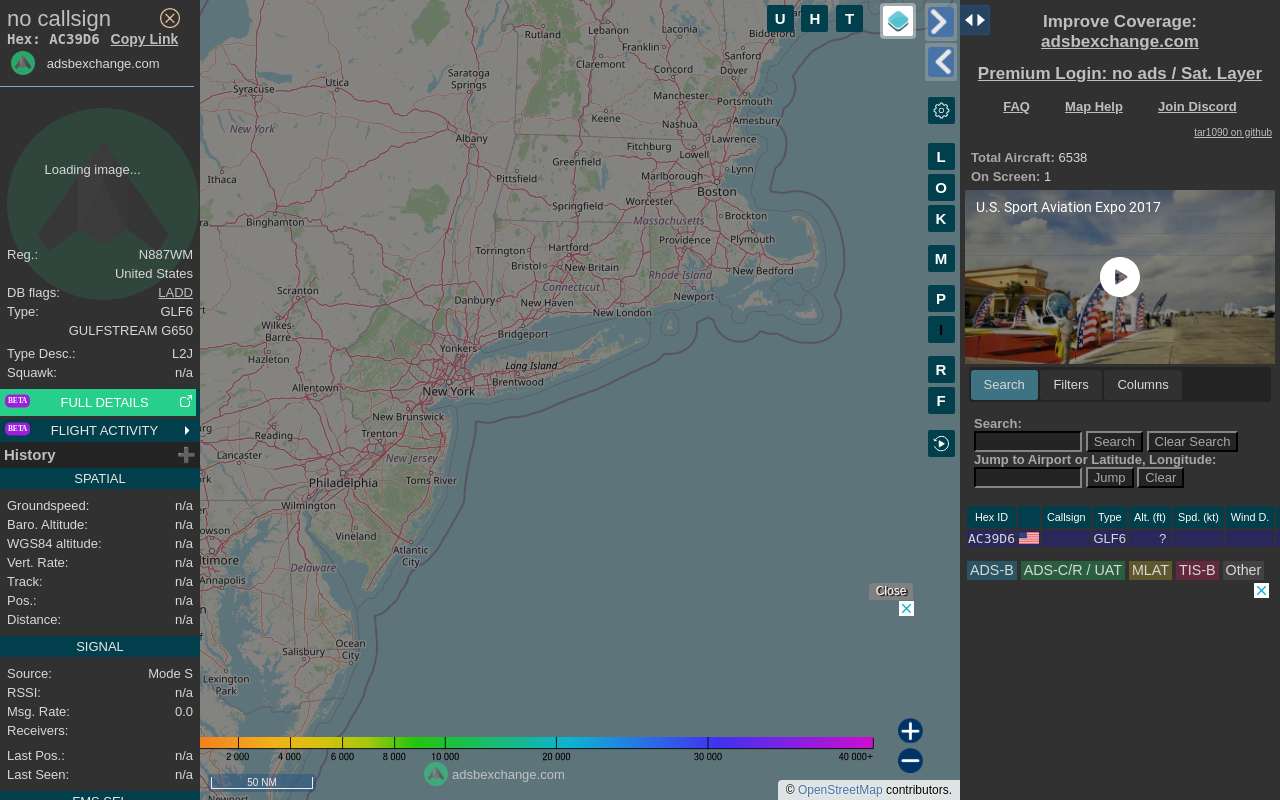 no callsign
Hex: AC39D6 Copy Link
adsbexchange.com
Loading image...
Reg.: N887WM
United States
DB flags: LADD
Type: GLF6
GULFSTREAM G650
Type Desc.: L2J
Squawk: n/a
BETA FULL DETAILS
BETA FLIGHT ACTIVITY
History
SPATIAL
Groundspeed: n/a
Baro. Altitude: n/a
WGS84 altitude: n/a
Vert. Rate: n/a
Track: n/a
Pos.: n/a
Distance: n/a
SIGNAL
Source: Mode S
RSSI: n/a
Msg. Rate: 0.0
Receivers:
Last Pos.: n/a
Last Seen: n/a
U H T
L
O
K
M
P
I
R
F
Rutland
Lebanon
Laconia
Biddeford
Franklin
Sanford
Claremont
Concord
Dover
Utica
Saratoga
Springs
Syracuse
Manchester
Portsmouth
Keene
Nashua
Amesbury
New York
Albany
Lawrence
Fitchburg
Lowell
Greenfield
Lynn
Ithaca
Pittsfield
Marlborough
Boston
Worcester
Springfield
Massachusetts
Brockton
Binghamton
Torrington
Hartford
Providence
Plymouth
Bristol
New Britain
Rhode Island
New Bedford
Connecticut
Scranton
Danbury
New Haven
Newport
New London
Wilkes-
Barre
Bridgeport
Yonkers
Hazleton
Long Island
Allentown
New York
Brentwood
New Brunswick
Reading
Trenton
Lancaster
New Jersey
Philadelphia
Toms River
Wilmington
Vineland
Atlantic
City
Delaware
Annapolis
Ocean
City
Salisbury
Lexington
Park
Close
2 000 4 000 6 000 8 000 10 000 20 000 30 000 40 000+
adsbexchange.com
50 NM
© OpenStreetMap contributors.
Improve Coverage:
adsbexchange.com
Premium Login: no ads / Sat. Layer
FAQ Map Help Join Discord
tar1090 on github
Total Aircraft: 6538
On Screen: 1
U.S. Sport Aviation Expo 2017
Search Filters Columns
Search:
Search Clear Search
Jump to Airport or Latitude, Longitude:
Jump Clear
Hex ID Callsign Type Alt. (ft) Spd. (kt) Wind D.
AC39D6 GLF6 ?
ADS-B ADS-C/R / UAT MLAT TIS-B Other